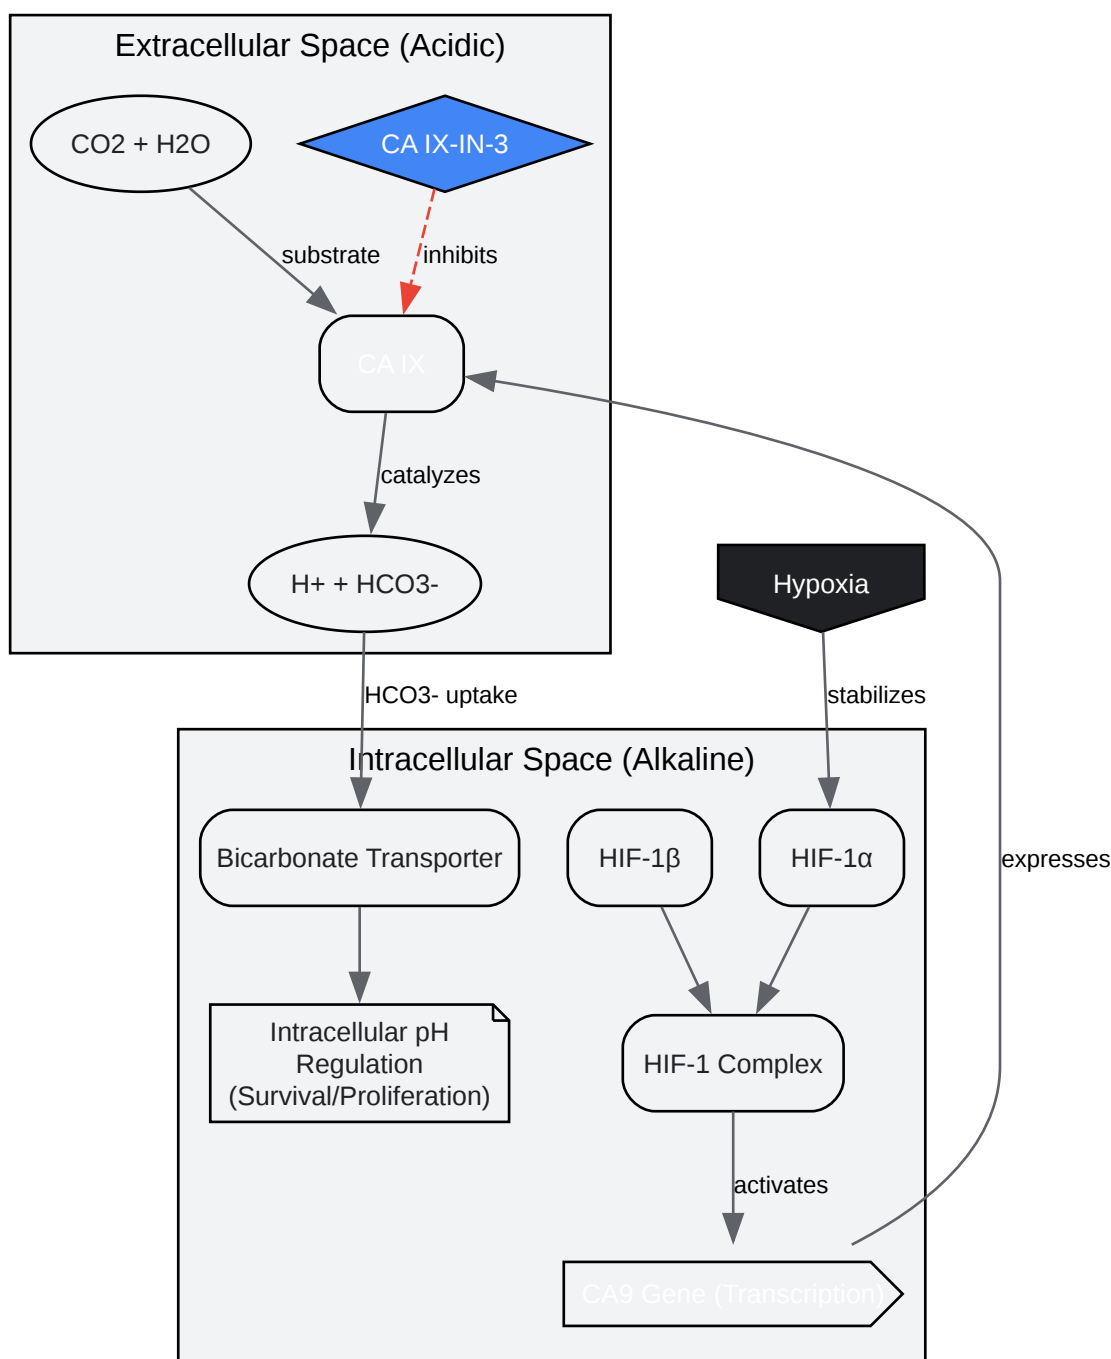 Extracellular Space (Acidic)
CO2 + H2O
CA IX-IN-3
substrate
inhibits
CA IX
catalyzes
H+ + HCO3-
Hypoxia
HCO3- uptake
stabilizes
Intracellular Space (Alkaline)
Bicarbonate Transporter
HIF-1β
HIF-1α
expresses
Intracellular pH
Regulation
(Survival/Proliferation)
HIF-1 Complex
activates
CA9 Gene (Transcription)